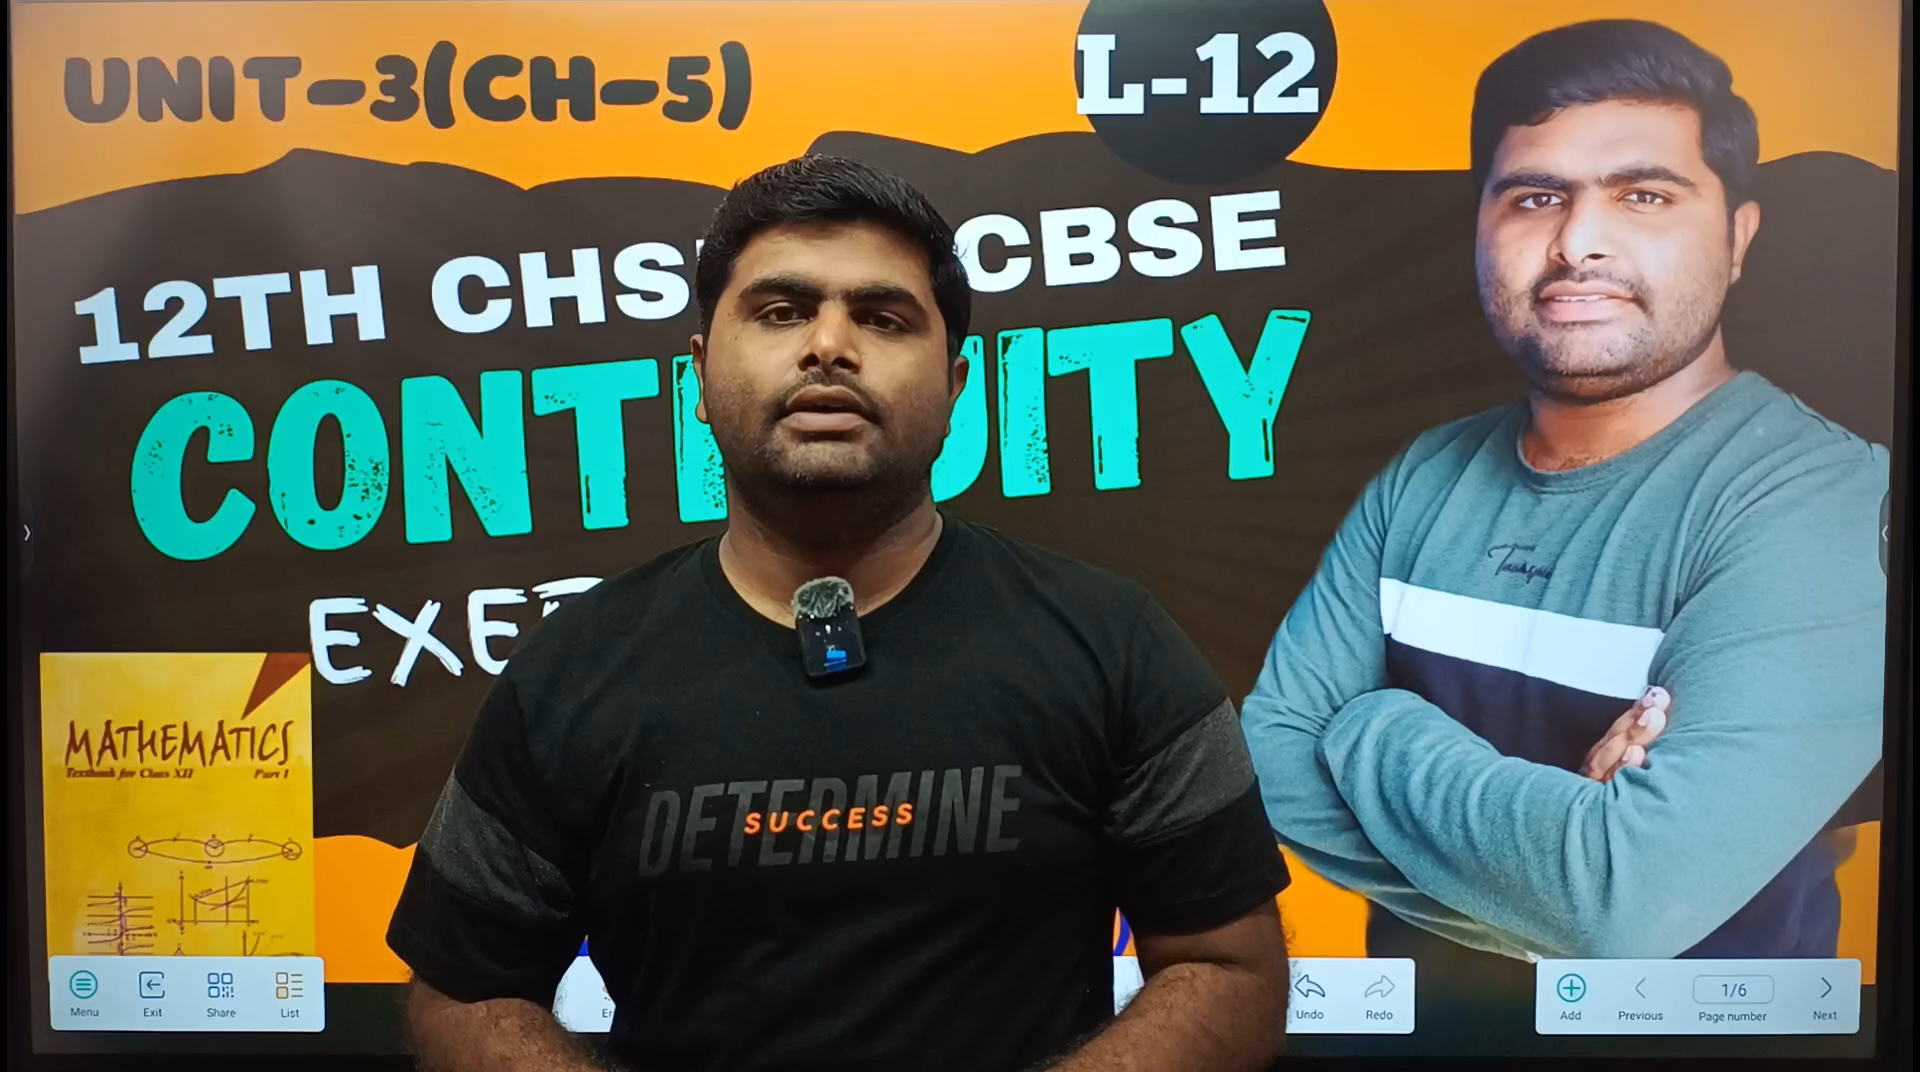 UNIT-3(CH-5)
L-12
12TH CHS CBSE
CONT UITY
EXE
MATHEMATICS
Textbook for Class XII Part I
DETERMINE
SUCCESS
Menu
Exit
Share
List
Undo
Redo
Add
Previous
1/6
Page number
Next